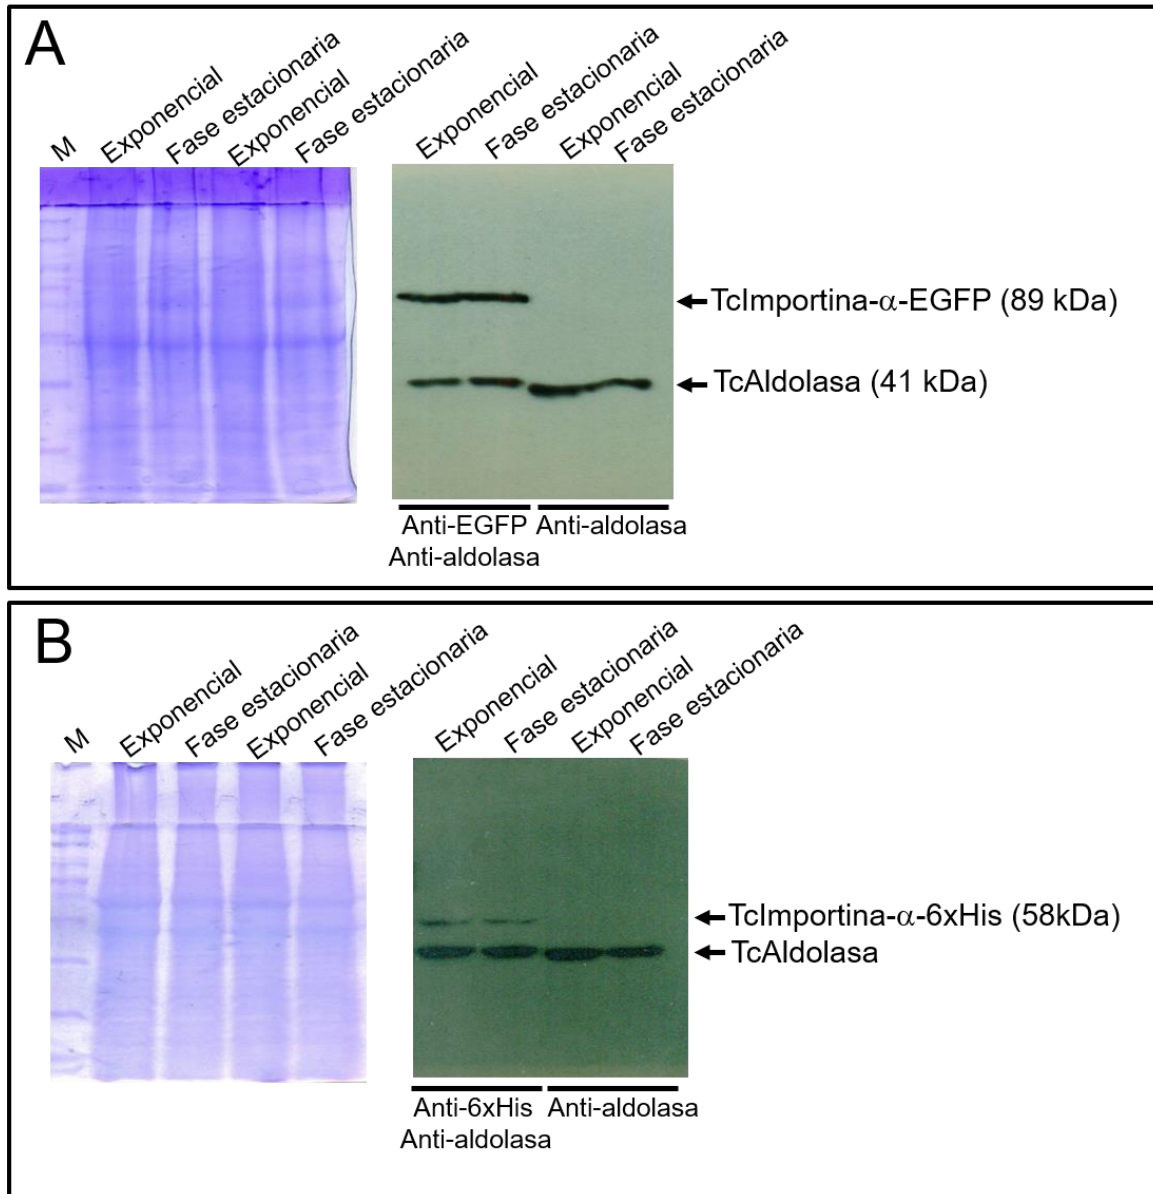 A
M
Exponencial
Fase estacionaria
Exponencial
Fase estacionaria
Exponencial
Fase estacionaria
Exponencial
Fase estacionaria
TcImportina-α-EGFP (89 kDa)
TcAldolasa (41 kDa)
Anti-EGFP Anti-aldolasa
Anti-aldolasa
B
M
Exponencial
Fase estacionaria
Exponencial
Fase estacionaria
Exponencial
Fase estacionaria
Exponencial
Fase estacionaria
TcImportina-α-6xHis (58kDa)
TcAldolasa
Anti-6xHis Anti-aldolasa
Anti-aldolasa